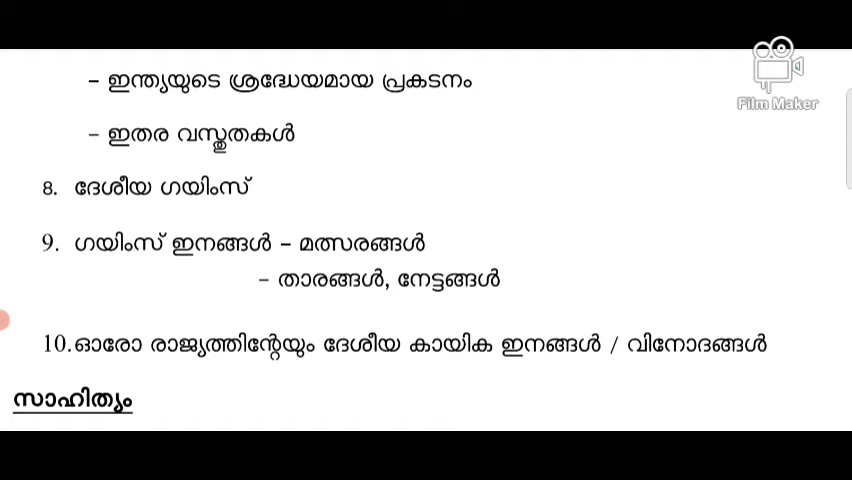 – ഇന്ത്യയുടെ ശ്രദ്ധേയമായ പ്രകടനം
Film Maker
– ഇതര വസ്തുതകൾ
8. ദേശീയ ഗയിംസ്
9. ഗയിംസ് ഇനങ്ങൾ – മത്സരങ്ങൾ
– താരങ്ങൾ, നേട്ടങ്ങൾ
10.ഓരോ രാജ്യത്തിന്റേയും ദേശീയ കായിക ഇനങ്ങൾ / വിനോദങ്ങൾ
സാഹിത്യം